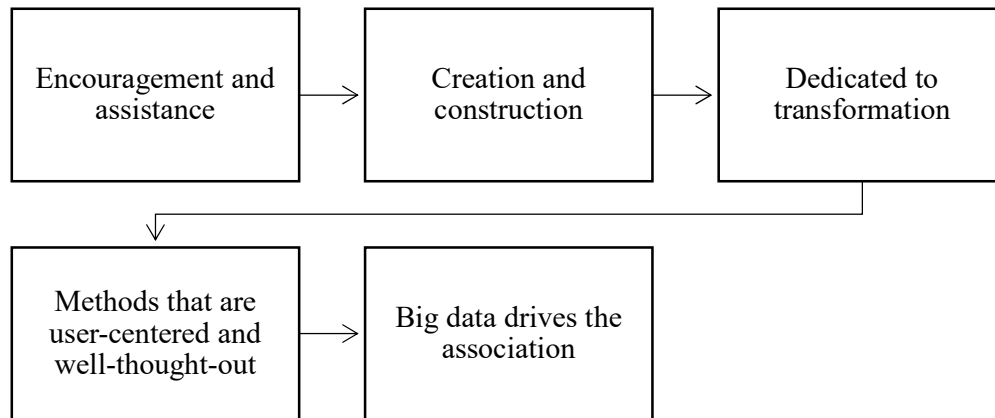 Encouragement and
assistance
Creation and
construction
Dedicated to
transformation
Methods that are
user-centered and
well-thought-out
Big data drives the
association